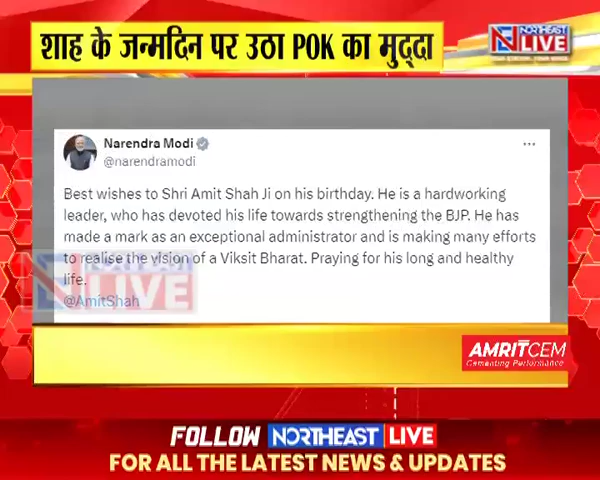 शाह के जन्मदिन पर उठा POK का मुद्दा
NORTHEAST
LIVE
Narendra Modi
@narendramodi
Best wishes to Shri Amit Shah Ji on his birthday. He is a hardworking
leader, who has devoted his life towards strengthening the BJP. He has
made a mark as an exceptional administrator and is making many efforts
to realise the vision of a Viksit Bharat. Praying for his long and healthy
life.
@AmitShah
LIVE
AMRITCEM
Cementing Performance
FOLLOW NORTHEAST LIVE
FOR ALL THE LATEST NEWS & UPDATES